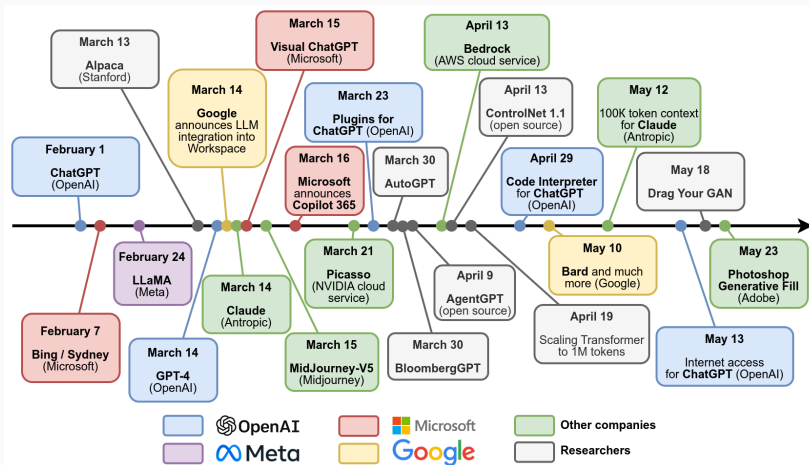 March 13
Alpaca
(Stanford)
March 14
Google
announces LLM
integration into
Workspace
March 15
Visual ChatGPT
(Microsoft)
April 13
Bedrock
(AWS cloud service)
March 23
Plugins for
ChatGPT (OpenAI)
April 13
ControlNet 1.1
(open source)
May 12
100K token context
for Claude
(Antropic)
February 1
ChatGPT
(OpenAI)
March 16
Microsoft
announces
Copilot 365
March 30
AutoGPT
April 29
Code Interpreter
for ChatGPT
(OpenAI)
May 18
Drag Your GAN
February 24
LLaMA
(Meta)
March 14
Claude
(Antropic)
March 21
Picasso
(NVIDIA cloud
service)
April 9
AgentGPT
(open source)
May 10
Bard and much
more (Google)
May 23
Photoshop
Generative Fill
(Adobe)
February 7
Bing / Sydney
(Microsoft)
March 14
GPT-4
(OpenAI)
March 15
MidJourney-V5
(Midjourney)
March 30
BloombergGPT
April 19
Scaling Transformer
to 1M tokens
May 13
Internet access
for ChatGPT (OpenAI)
OpenAI
Microsoft
Other companies
Meta
Google
Researchers